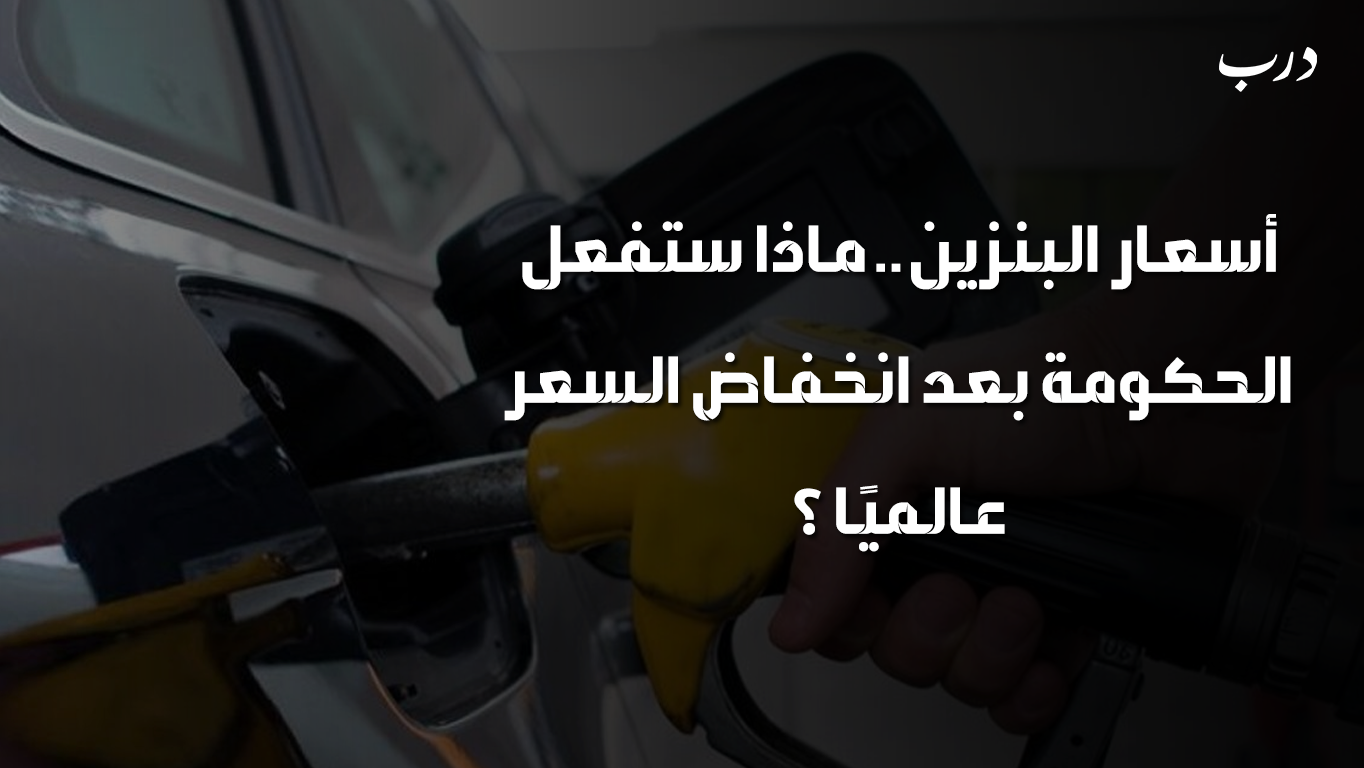 درب
أسعار البنزين.. ماذا ستفعل
الحكومة بعد انخفاض السعر
عالميًا ؟